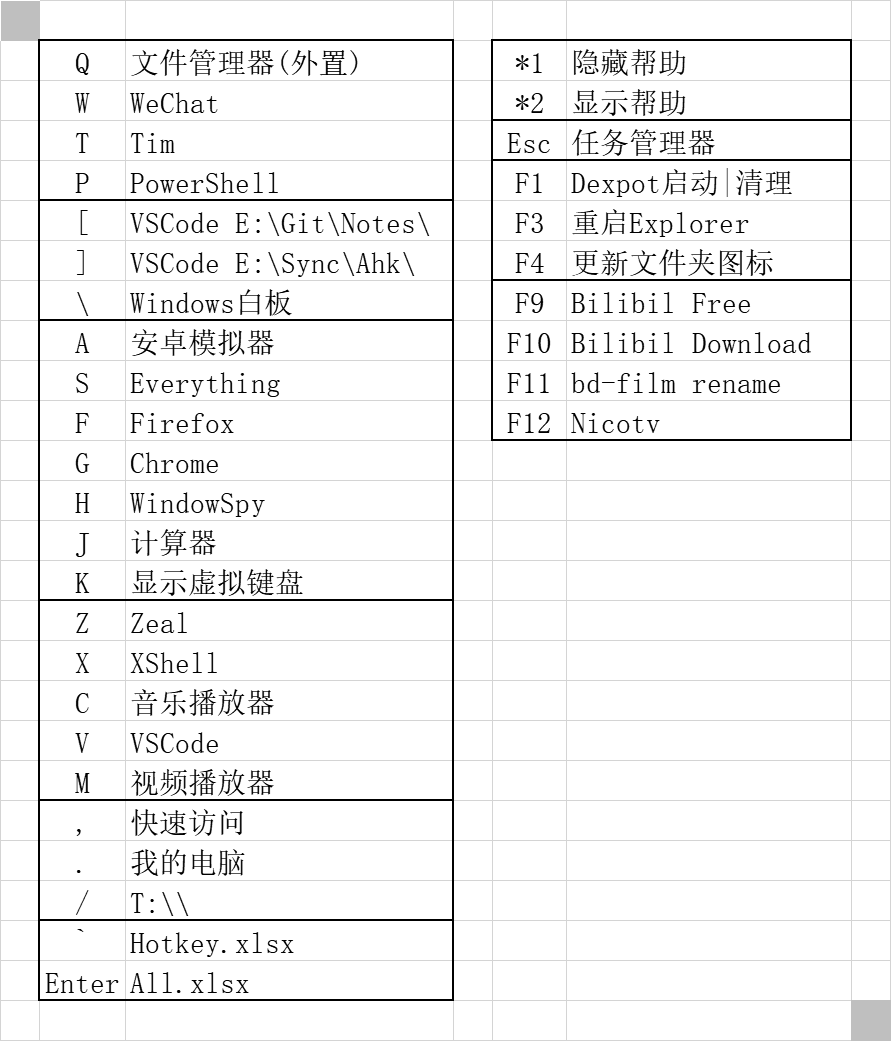 Q 文件管理器(外置)
W WeChat
T Tim
P PowerShell
[ VSCode E:\Git\Notes\
] VSCode E:\Sync\Ahk\
\ Windows白板
A 安卓模拟器
S Everything
F Firefox
G Chrome
H WindowSpy
J 计算器
K 显示虚拟键盘
Z Zeal
X XShell
C 音乐播放器
V VSCode
M 视频播放器
, 快速访问
. 我的电脑
/ T:\\
` Hotkey.xlsx
Enter All.xlsx
*1 隐藏帮助
*2 显示帮助
Esc 任务管理器
F1 Dexpot启动|清理
F3 重启Explorer
F4 更新文件夹图标
F9 Bilibil Free
F10 Bilibil Download
F11 bd-film rename
F12 Nicotv